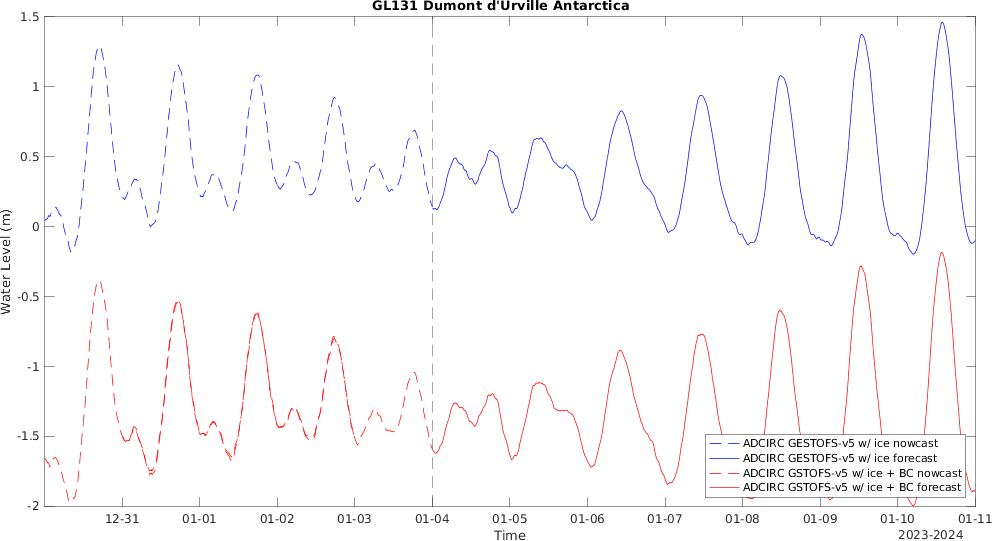 GL131 Dumont d'Urville Antarctica
1.5
1
0.5
0
-0.5
-1
-1.5
-2
Water Level (m)
ADCIRC GESTOFS-v5 w/ ice nowcast
ADCIRC GESTOFS-v5 w/ ice forecast
ADCIRC GSTOFS-v5 w/ ice + BC nowcast
ADCIRC GSTOFS-v5 w/ ice + BC forecast
12-31 01-01 01-02 01-03 01-04 01-05 01-06 01-07 01-08 01-09 01-10 01-11
Time
2023-2024